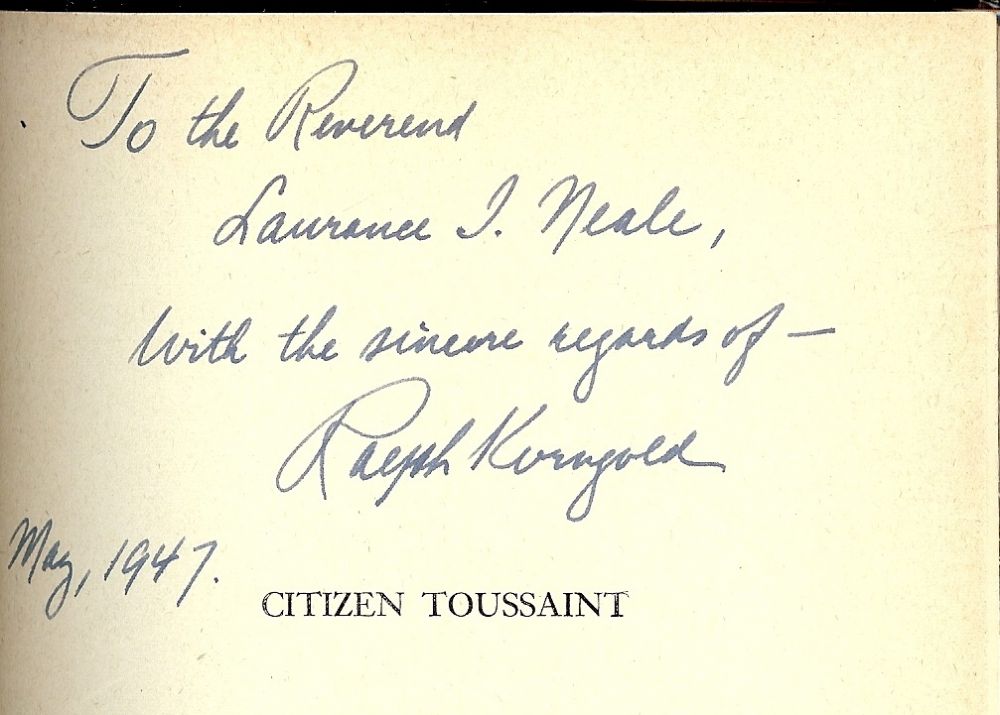 To the Reverend
Laurance I. Neale,
With the sincere regards of —
Ralph Korngold
May, 1947.
CITIZEN TOUSSAINT